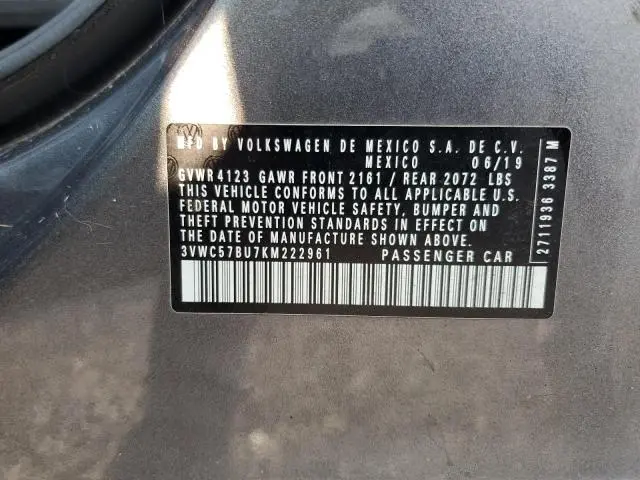 MFD BY VOLKSWAGEN DE MEXICO S.A. DE C.V.
MEXICO 06/19
GVWR 4123 GAWR FRONT 2161 / REAR 2072 LBS
THIS VEHICLE CONFORMS TO ALL APPLICABLE U.S.
FEDERAL MOTOR VEHICLE SAFETY, BUMPER AND
THEFT PREVENTION STANDARDS IN EFFECT ON
THE DATE OF MANUFACTURE SHOWN ABOVE
3VWC57BU7KM222961 PASSENGER CAR
2711936 3387 M